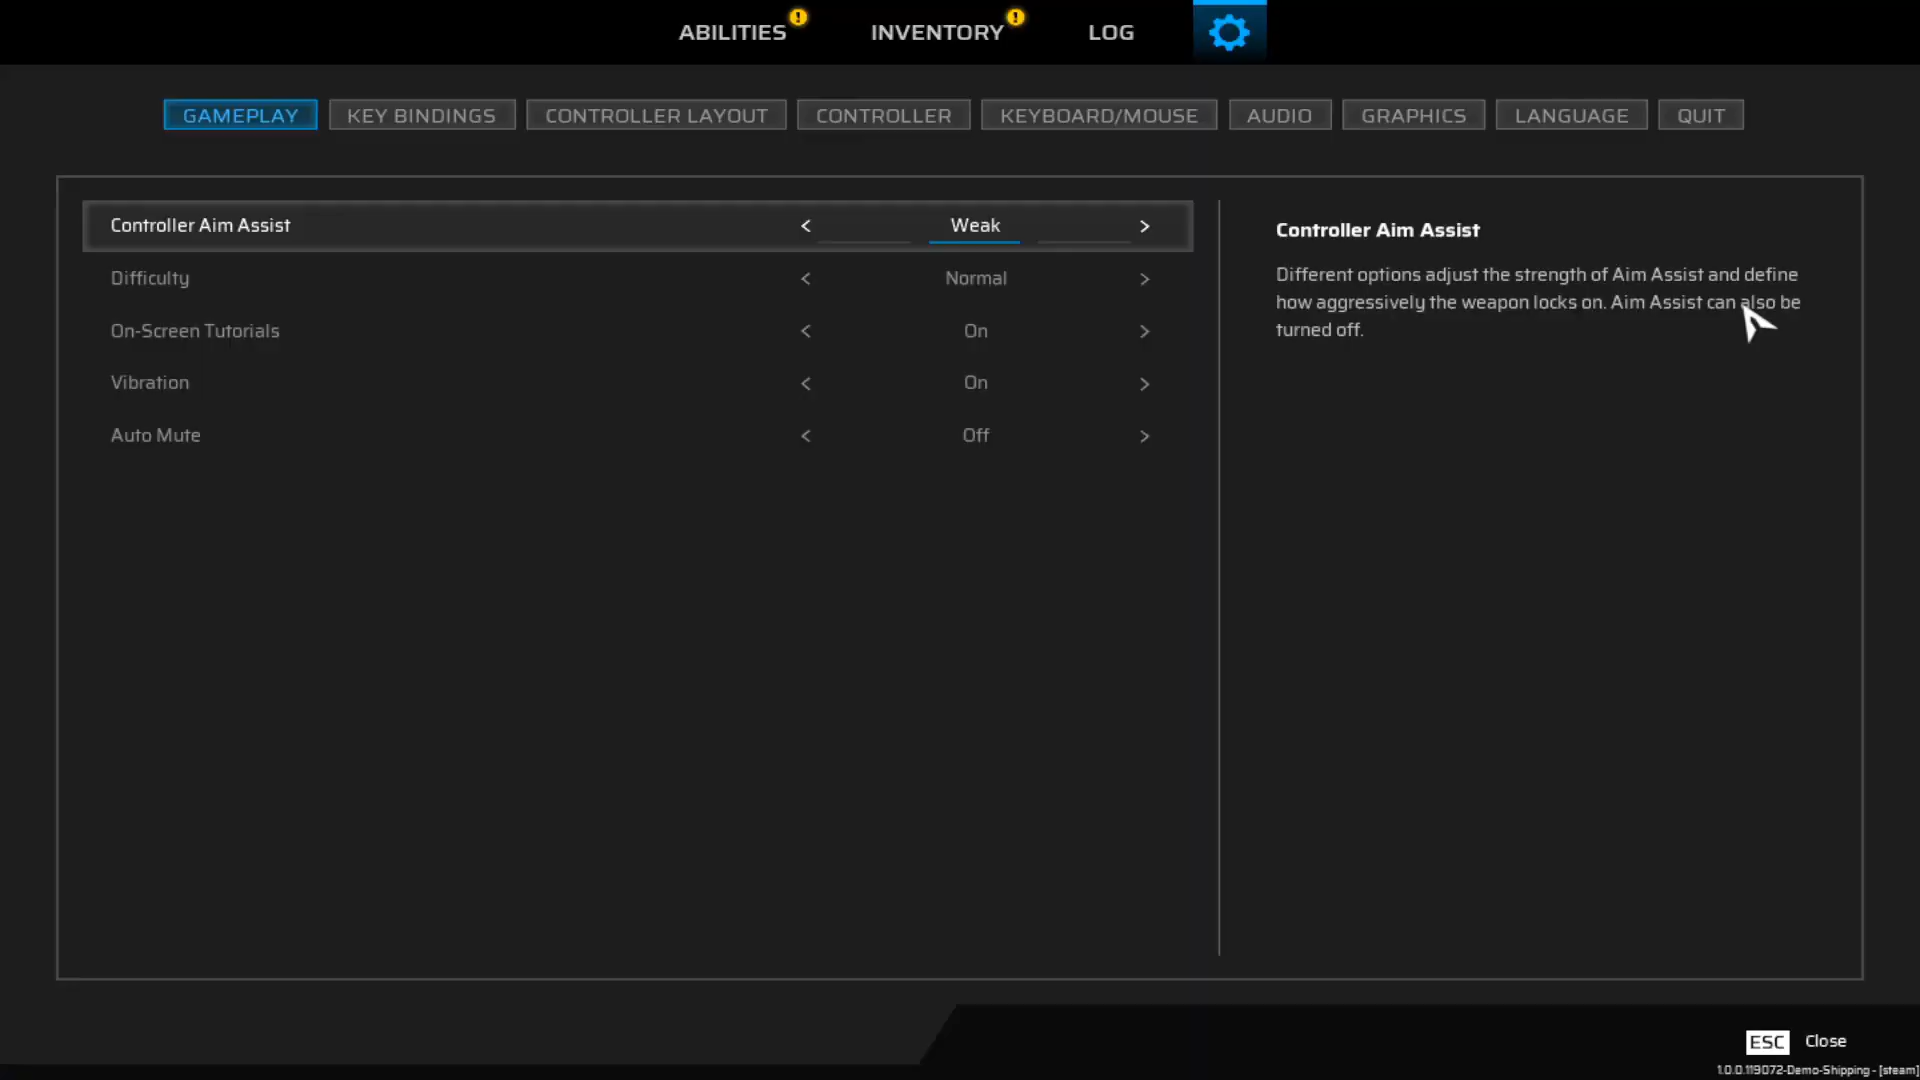 ABILITIES ! INVENTORY ! LOG
GAMEPLAY KEY BINDINGS CONTROLLER LAYOUT CONTROLLER KEYBOARD/MOUSE AUDIO GRAPHICS LANGUAGE QUIT
Controller Aim Assist < Weak >
Difficulty < Normal >
On-Screen Tutorials < On >
Vibration < On >
Auto Mute < Off >
Controller Aim Assist
Different options adjust the strength of Aim Assist and define
how aggressively the weapon locks on. Aim Assist can also be
turned off.
ESC Close
1.0.0.119072-Demo-Shipping - [steam]